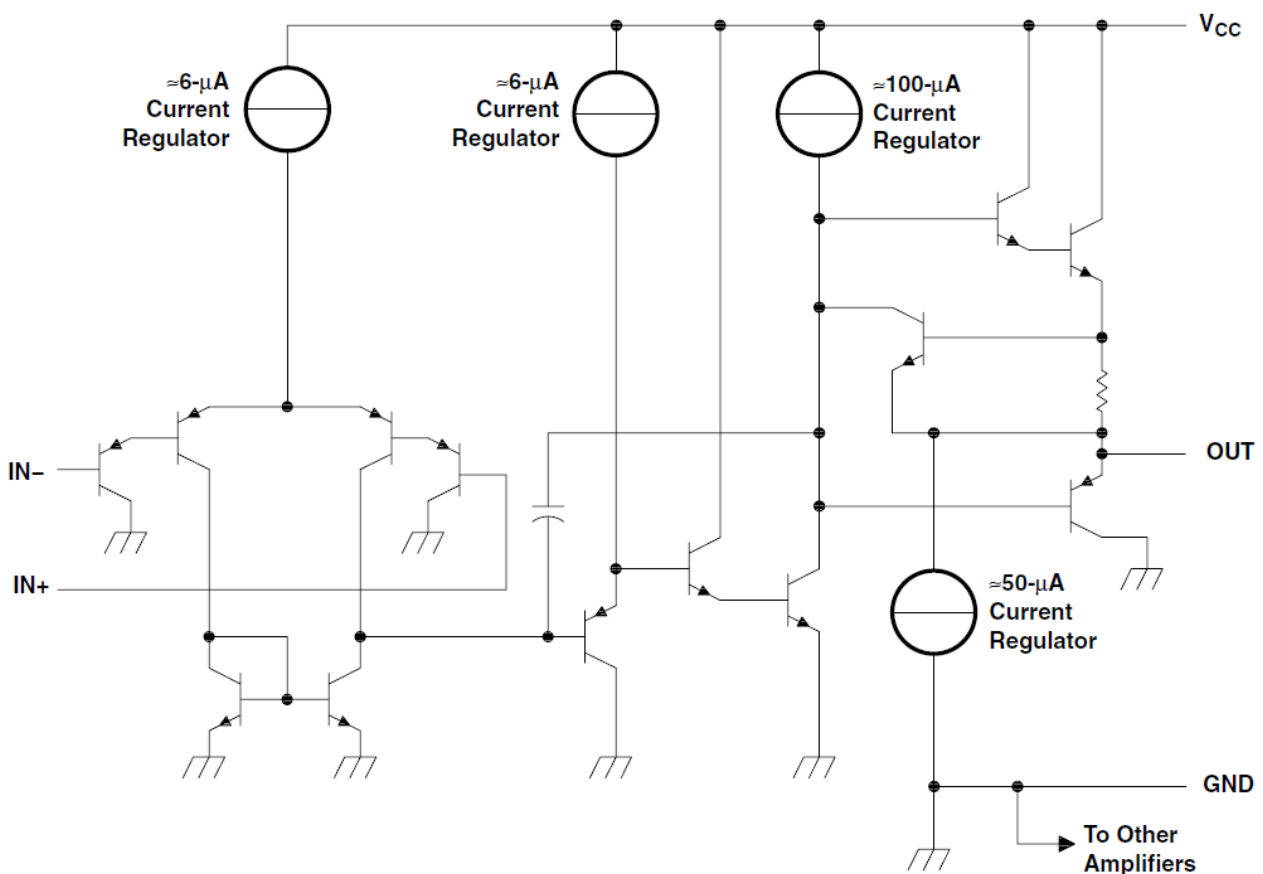 VCC
≈6-µA
Current
Regulator
≈6-µA
Current
Regulator
≈100-µA
Current
Regulator
IN−
OUT
IN+
≈50-µA
Current
Regulator
GND
To Other
Amplifiers